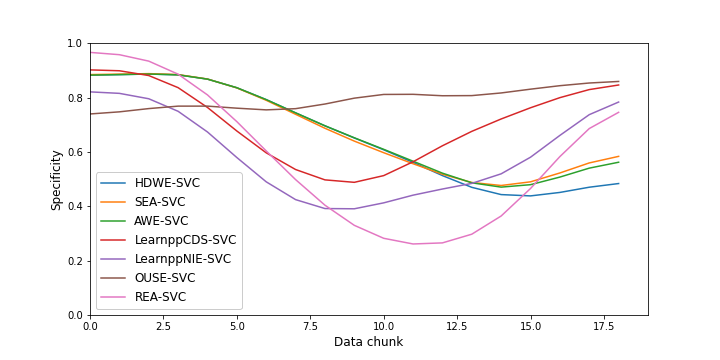 1.0
0.8
0.6
0.4
0.2
0.0
Specificity
HDWE-SVC
SEA-SVC
AWE-SVC
LearnppCDS-SVC
LearnppNIE-SVC
OUSE-SVC
REA-SVC
0.0 2.5 5.0 7.5 10.0 12.5 15.0 17.5
Data chunk